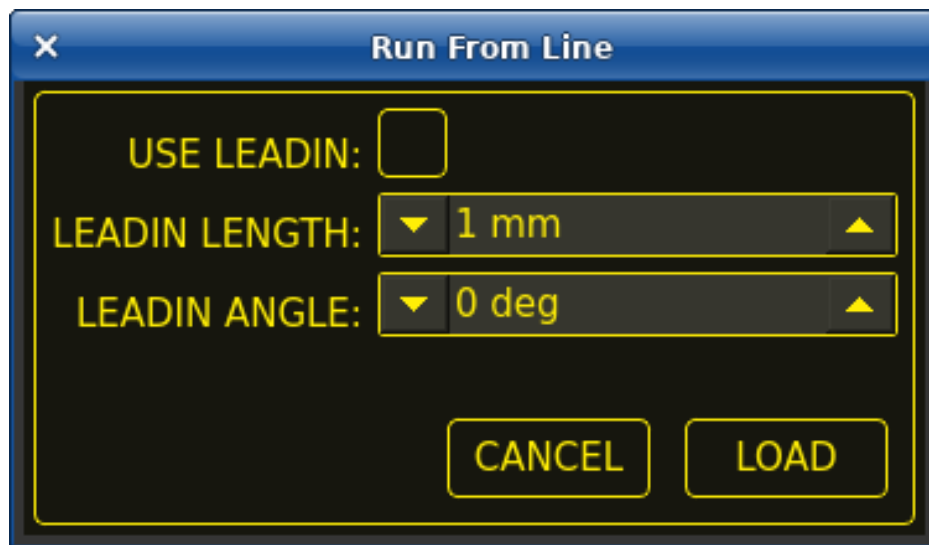 Run From Line
USE LEADIN:
LEADIN LENGTH: 1 mm
LEADIN ANGLE: 0 deg
CANCEL LOAD